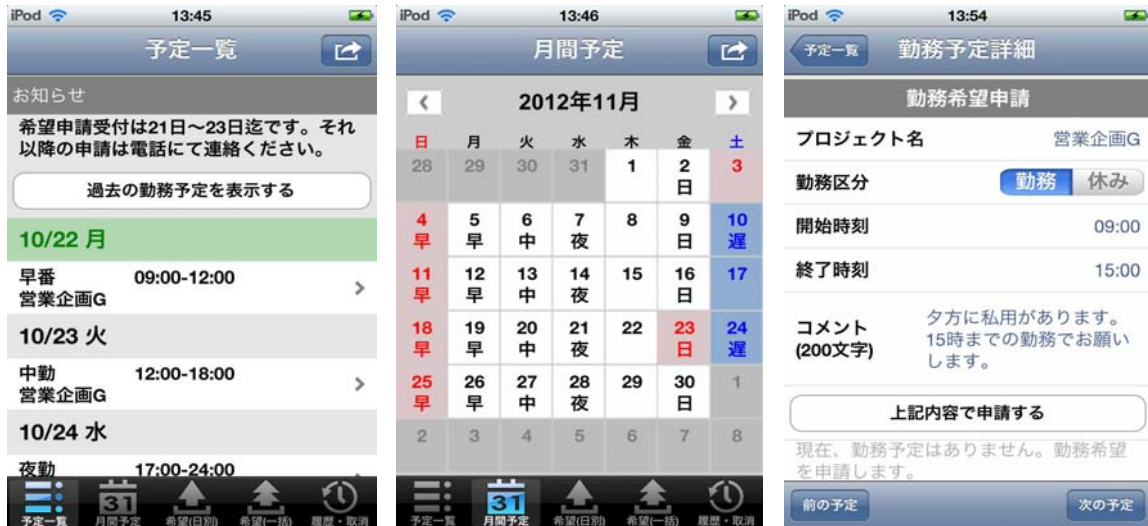 iPod 13:45
予定一覧
お知らせ
希望申請受付は21日～23日迄です。それ
以降の申請は電話にて連絡ください。
過去の勤務予定を表示する
10/22 月
早番 09:00-12:00
営業企画G
10/23 火
中勤 12:00-18:00
営業企画G
10/24 水
夜勤 17:00-24:00
予定一覧 月間予定 希望(日別) 希望(一括)履歴・取消
iPod 13:46
月間予定
2012年11月
日 月 火 水 木 金 土
28 29 30 31 1 2 3
日
4 5 6 7 8 9 10
早 早 中 夜 日 遅
11 12 13 14 15 16 17
早 早 中 夜 日
18 19 20 21 22 23 24
早 早 中 夜 日 遅
25 26 27 28 29 30 1
早 早 中 夜 日
2 3 4 5 6 7 8
予定一覧 月間予定 希望(日別) 希望(一括) 履歴・取消
iPod 13:54
予定一覧 勤務予定詳細
勤務希望申請
プロジェクト名 営業企画G
勤務区分 勤務 休み
開始時刻 09:00
終了時刻 15:00
コメント
(200文字)
夕方に私用があります。
15時までの勤務でお願い
します。
上記内容で申請する
現在、勤務予定はありません。勤務希望
を申請します。
前の予定 次の予定